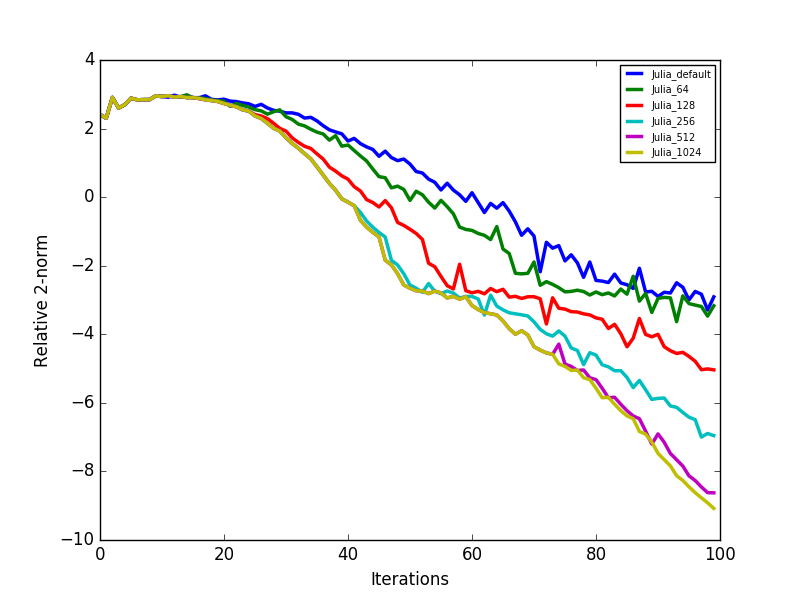 4
2
0
−2
−4
−6
−8
−10
0 20 40 60 80 100
Relative 2-norm
Iterations
Julia_default
Julia_64
Julia_128
Julia_256
Julia_512
Julia_1024